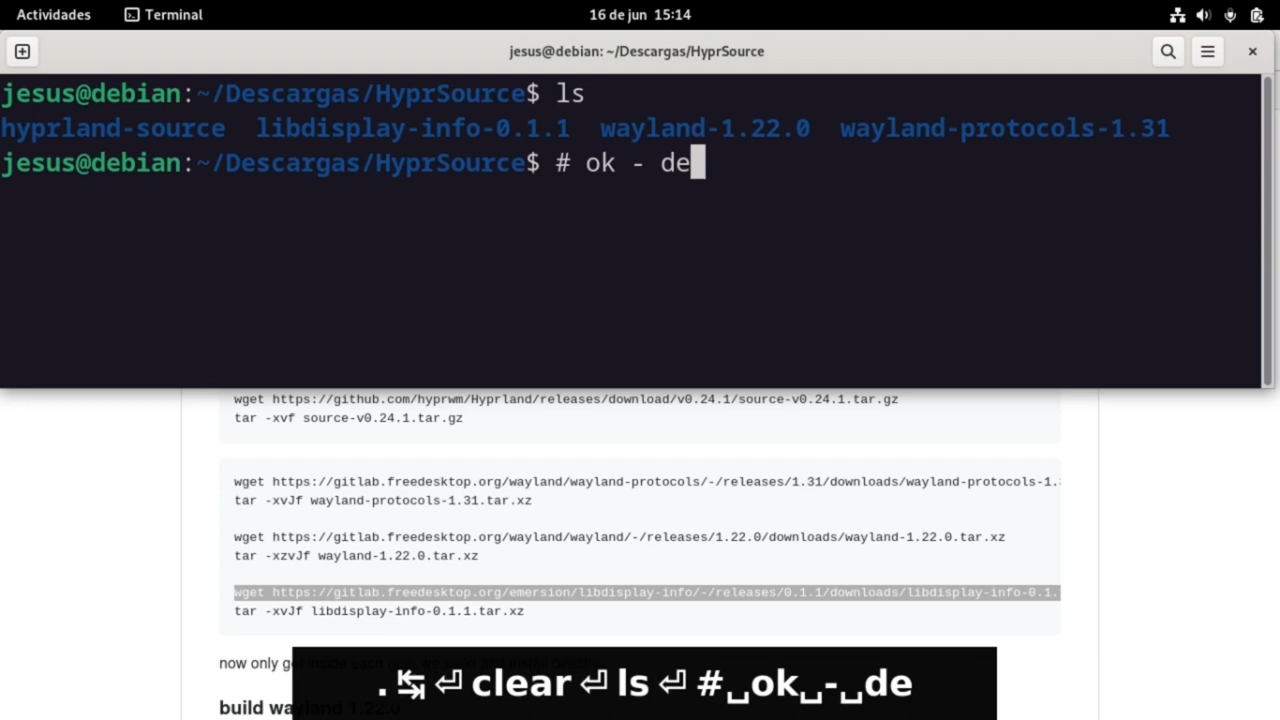 Actividades Terminal 16 de jun 15:14
jesus@debian: ~/Descargas/HyprSource
jesus@debian:~/Descargas/HyprSource$ ls
hyprland-source libdisplay-info-0.1.1 wayland-1.22.0 wayland-protocols-1.31
jesus@debian:~/Descargas/HyprSource$ # ok - de
wget https://github.com/hyprwm/Hyprland/releases/download/v0.24.1/source-v0.24.1.tar.gz
tar -xvf source-v0.24.1.tar.gz
wget https://gitlab.freedesktop.org/wayland/wayland-protocols/-/releases/1.31/downloads/wayland-protocols-1.
tar -xvJf wayland-protocols-1.31.tar.xz
wget https://gitlab.freedesktop.org/wayland/wayland/-/releases/1.22.0/downloads/wayland-1.22.0.tar.xz
tar -xzvJf wayland-1.22.0.tar.xz
wget https://gitlab.freedesktop.org/emersion/libdisplay-info/-/releases/0.1.1/downloads/libdisplay-info-0.1.
tar -xvJf libdisplay-info-0.1.1.tar.xz
now only
build wayland 1.22.0
.↹⏎clear⏎ls⏎#␣ok␣-␣de